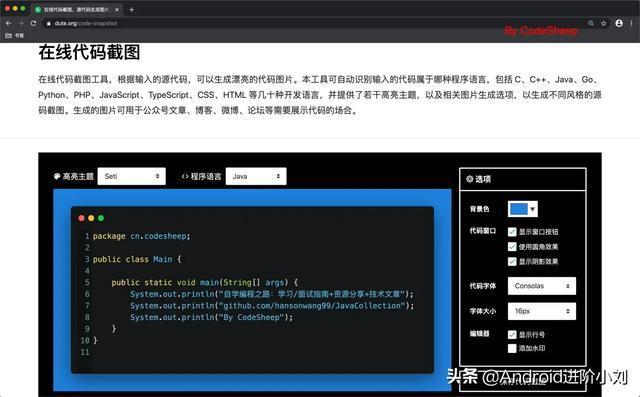 在线代码截图，源代码生成图片
dute.org/code-snapshot
书签
By CodeSheep
在线代码截图
在线代码截图工具，根据输入的源代码，可以生成漂亮的代码图片。本工具可自动识别输入的代码属于哪种程序语言，包括 C、C++、Java、Go、
Python、PHP、JavaScript、TypeScript、CSS、HTML 等几十种开发语言，并提供了若干高亮主题，以及相关图片生成选项，以生成不同风格的源
码截图。生成的图片可用于公众号文章、博客、微博、论坛等需要展示代码的场合。
高亮主题 Seti <> 程序语言 Java
选项
背景色
代码窗口 显示窗口按钮
使用圆角效果
显示阴影效果
代码字体 Consolas
字体大小 16px
编辑器 显示行号
添加水印
1 package cn.codesheep;
2
3 public class Main {
4
5 public static void main(String[] args) {
6 System.out.println("自学编程之路：学习/面试指南+资源分享+技术文章");
7 System.out.println("github.com/hansonwang99/JavaCollection");
8 System.out.println("By CodeSheep");
9 }
10 }
11
头条 @Android进阶小刘